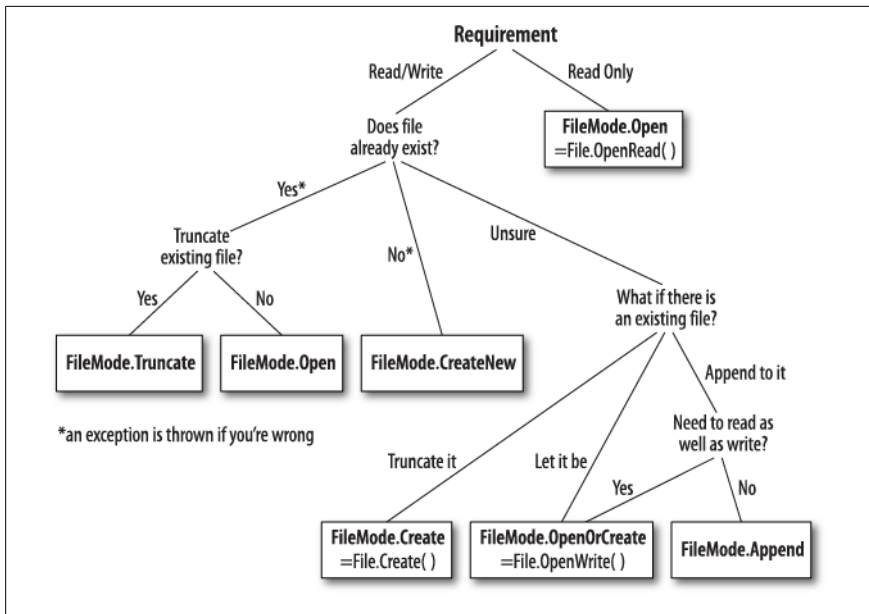 Requirement
Read/Write
Read Only
Does file
already exist?
FileMode.Open
=File.OpenRead( )
Yes*
No*
Unsure
Truncate
existing file?
What if there is
an existing file?
Yes
No
FileMode.Truncate
FileMode.Open
FileMode.CreateNew
Append to it
*an exception is thrown if you're wrong
Need to read as
well as write?
Truncate it
Let it be
Yes
No
FileMode.Create
=File.Create( )
FileMode.OpenOrCreate
=File.OpenWrite( )
FileMode.Append